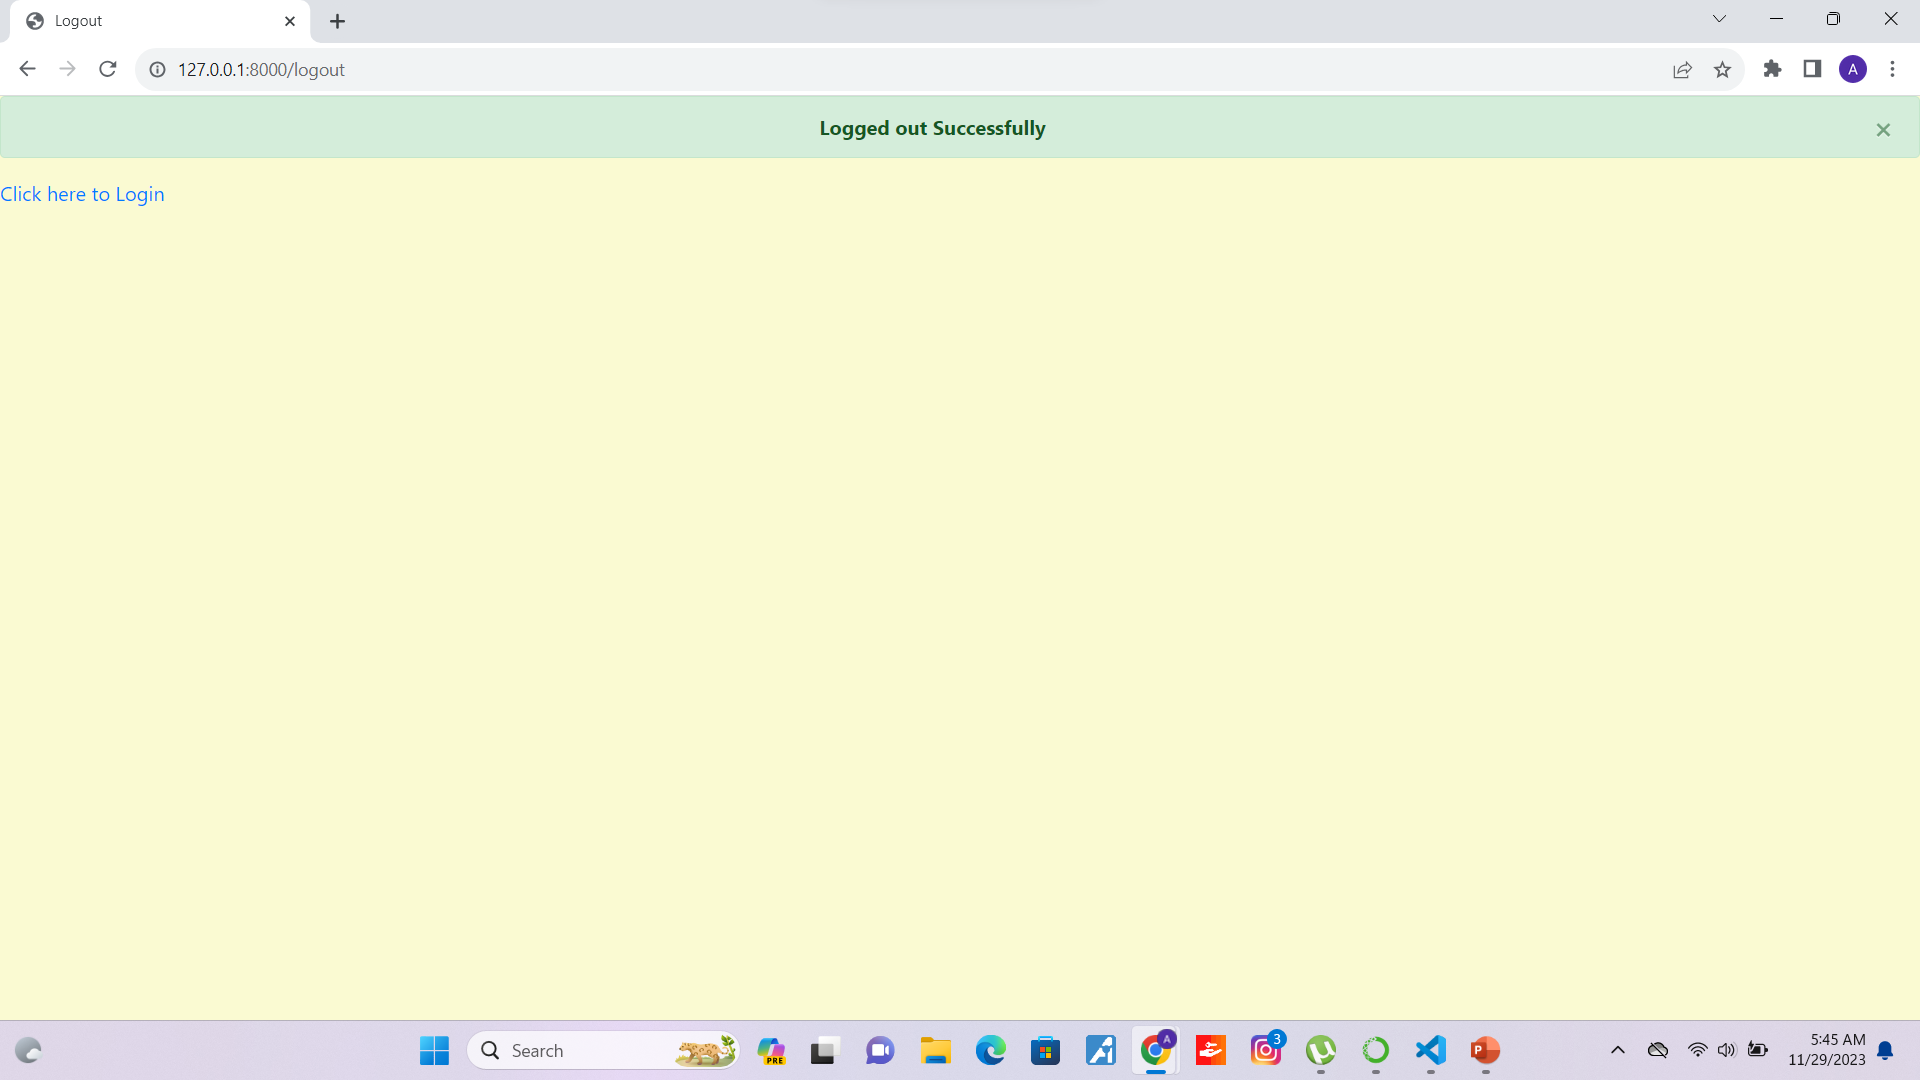 Logout
127.0.0.1:8000/logout
A
Logged out Successfully
×
Click here to Login
Search
PRE
A
3
P
5:45 AM
11/29/2023